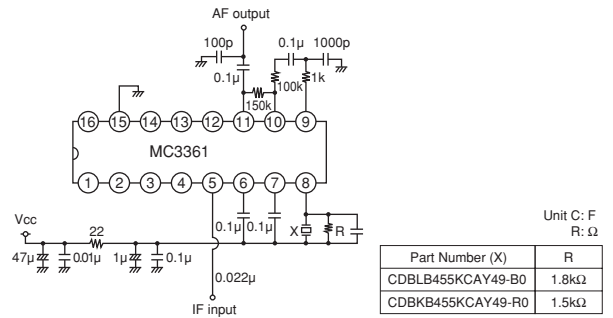 AF output
100p
0.1µ
1000p
0.1µ
100k
1k
150k
16 15 14 13 12 11 10 9
MC3361
1 2 3 4 5 6 7 8
Vcc
22
0.1µ
0.1µ
X
R
47µ
0.01µ
1µ
0.1µ
0.022µ
IF input
Unit C: F
R: Ω
Part Number (X) R
CDBLB455KCAY49-B0 1.8kΩ
CDBKB455KCAY49-R0 1.5kΩ